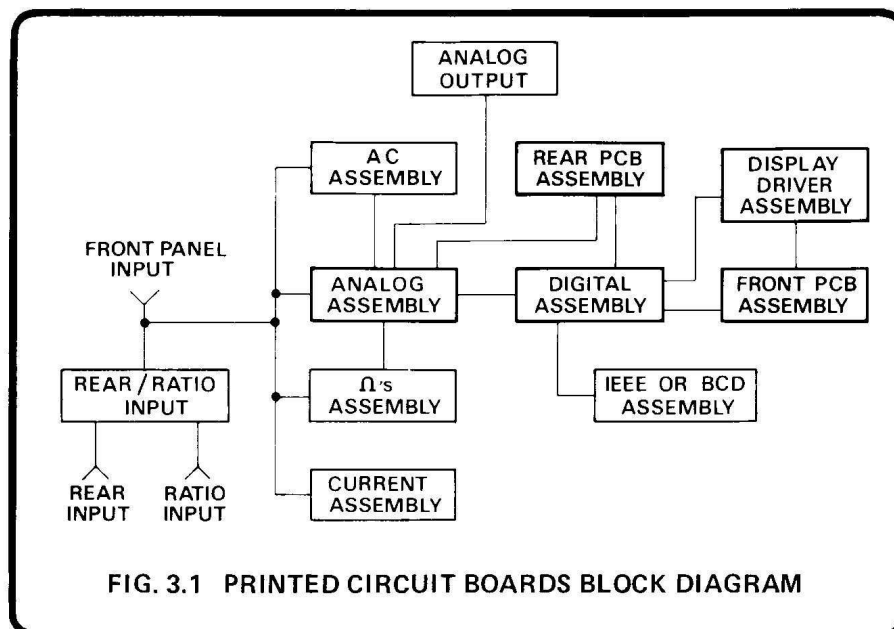 ANALOG
OUTPUT
AC
ASSEMBLY
REAR PCB
ASSEMBLY
DISPLAY
DRIVER
ASSEMBLY
FRONT PANEL
INPUT
ANALOG
ASSEMBLY
DIGITAL
ASSEMBLY
FRONT PCB
ASSEMBLY
REAR / RATIO
INPUT
Ω's
ASSEMBLY
IEEE OR BCD
ASSEMBLY
REAR
INPUT
RATIO
INPUT
CURRENT
ASSEMBLY
FIG. 3.1 PRINTED CIRCUIT BOARDS BLOCK DIAGRAM